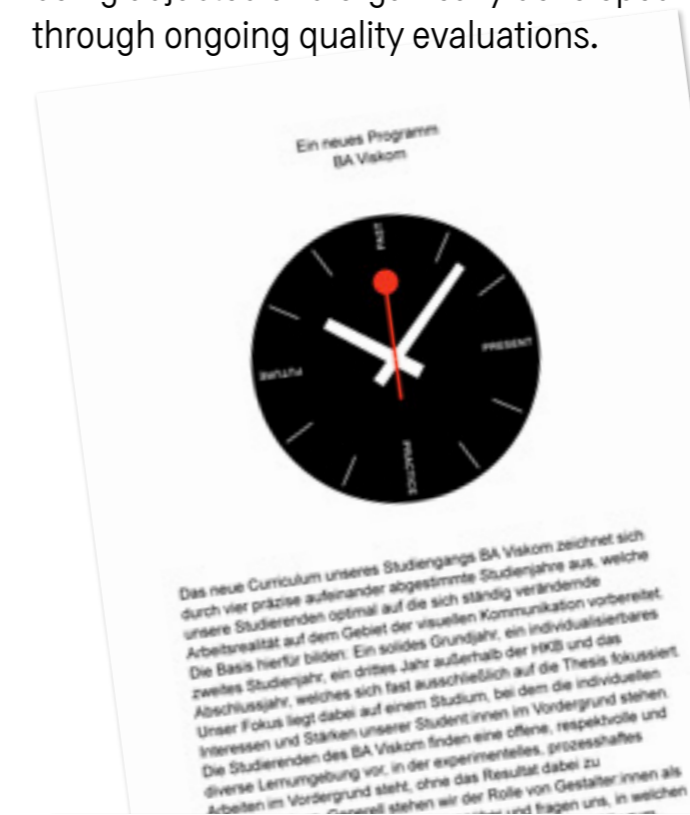 through ongoing quality evaluations.
Ein neues Programm
BA Viskom
PAST
PRESENT
FUTURE
PRACTICE
Das neue Curriculum unseres Studiengangs BA Viskom zeichnet sich
durch vier präzise aufeinander abgestimmte Studienjahre aus, welche
unsere Studierenden optimal auf die sich ständig verändernde
Arbeitsrealität auf dem Gebiet der visuellen Kommunikation vorbereitet.
Die Basis hierfür bilden: Ein solides Grundjahr, ein individualisierbares
zweites Studienjahr, ein drittes Jahr außerhalb der HKB und das
Abschlussjahr, welches sich fast ausschließlich auf die Thesis fokussiert.
Unser Fokus liegt dabei auf einem Studium, bei dem die individuellen
Interessen und Stärken unserer Student:innen im Vordergrund stehen.
Die Studierenden des BA Viskom finden eine offene, respektvolle und
diverse Lernumgebung vor, in der experimentelles, prozesshaftes
Arbeiten im Vordergrund steht, ohne das Resultat dabei zu
Generell stehen wir der Rolle von Gestalter:innen als
und fragen uns, in welchen